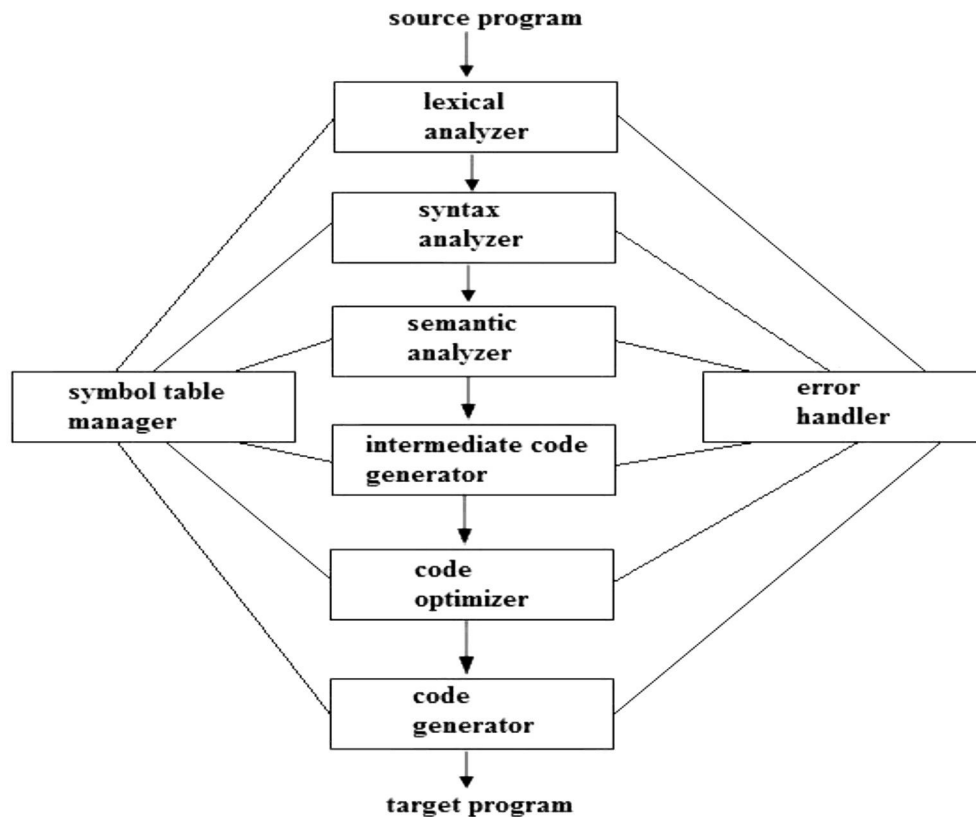 source program
lexical
analyzer
syntax
analyzer
semantic
analyzer
symbol table
manager
error
handler
intermediate code
generator
code
optimizer
code
generator
target program